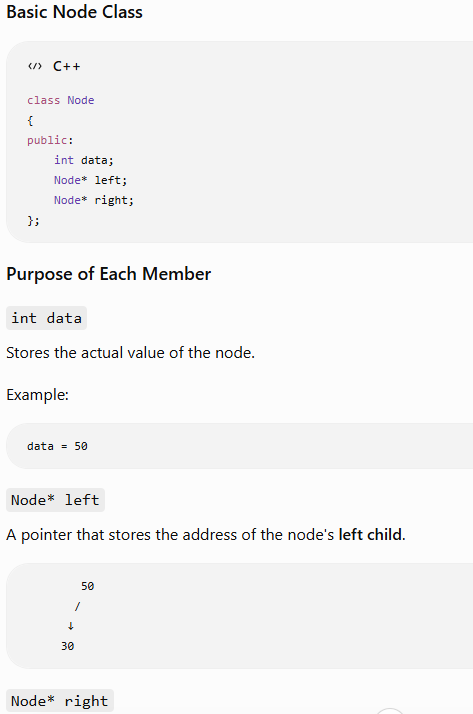 Basic Node Class
</> C++
class Node
{
public:
    int data;
    Node* left;
    Node* right;
};
Purpose of Each Member
int data
Stores the actual value of the node.
Example:
data = 50
Node* left
A pointer that stores the address of the node's left child.
50
/
↓
30
Node* right